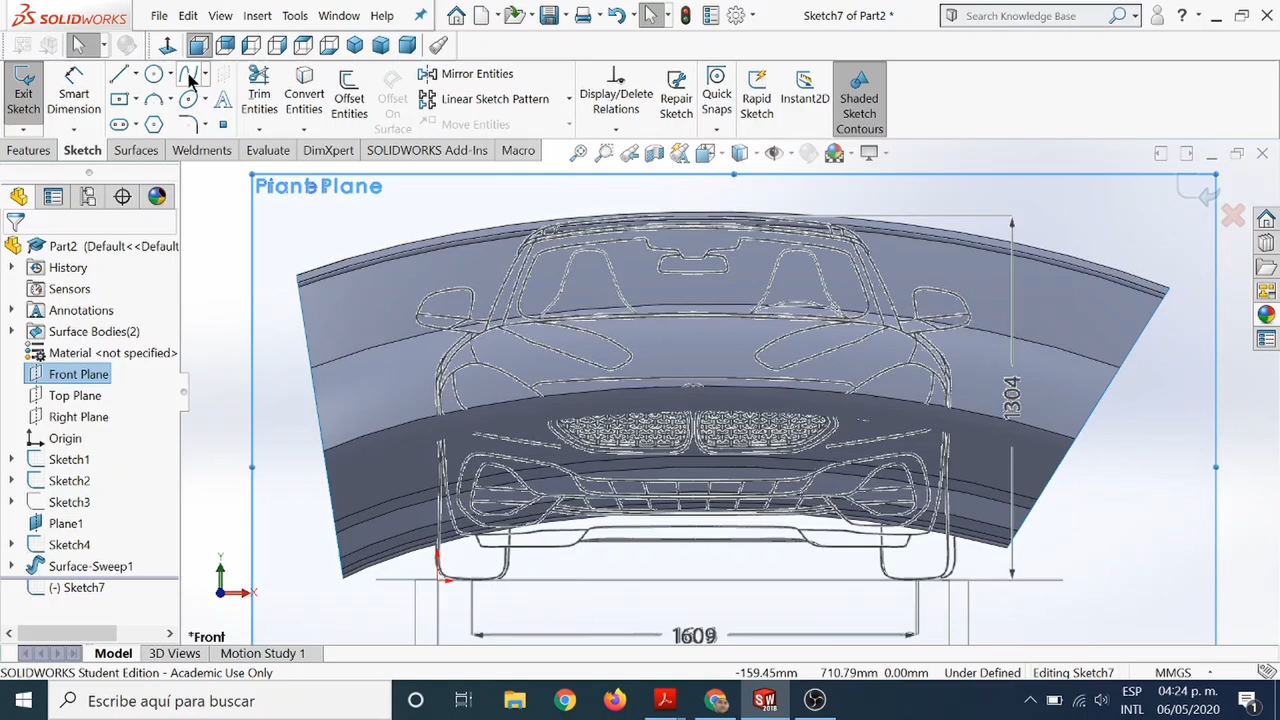 SOLIDWORKS
File
Edit
View
Insert
Tools
Window
Help
Sketch7 of Part2 *
Search Knowledge Base
Exit Sketch
Smart Dimension
Trim Entities
Convert Entities
Offset Entities
Offset On Surface
Mirror Entities
Linear Sketch Pattern
Move Entities
Display/Delete Relations
Repair Sketch
Quick Snaps
Rapid Sketch
Instant2D
Shaded Sketch Contours
Features
Sketch
Surfaces
Weldments
Evaluate
DimXpert
SOLIDWORKS Add-Ins
Macro
Part2 (Default<<Default
History
Sensors
Annotations
Surface Bodies(2)
Material <not specified>
Front Plane
Top Plane
Right Plane
Origin
Sketch1
Sketch2
Sketch3
Plane1
Sketch4
Surface-Sweep1
(-) Sketch7
1304
1609
Y
X
*Front
Model
3D Views
Motion Study 1
SOLIDWORKS Student Edition - Academic Use Only
-159.45mm
710.79mm
0.00mm
Under Defined
Editing Sketch7
MMGS
Escribe aquí para buscar
SW
2018
ESP
INTL
04:24 p. m.
06/05/2020
1